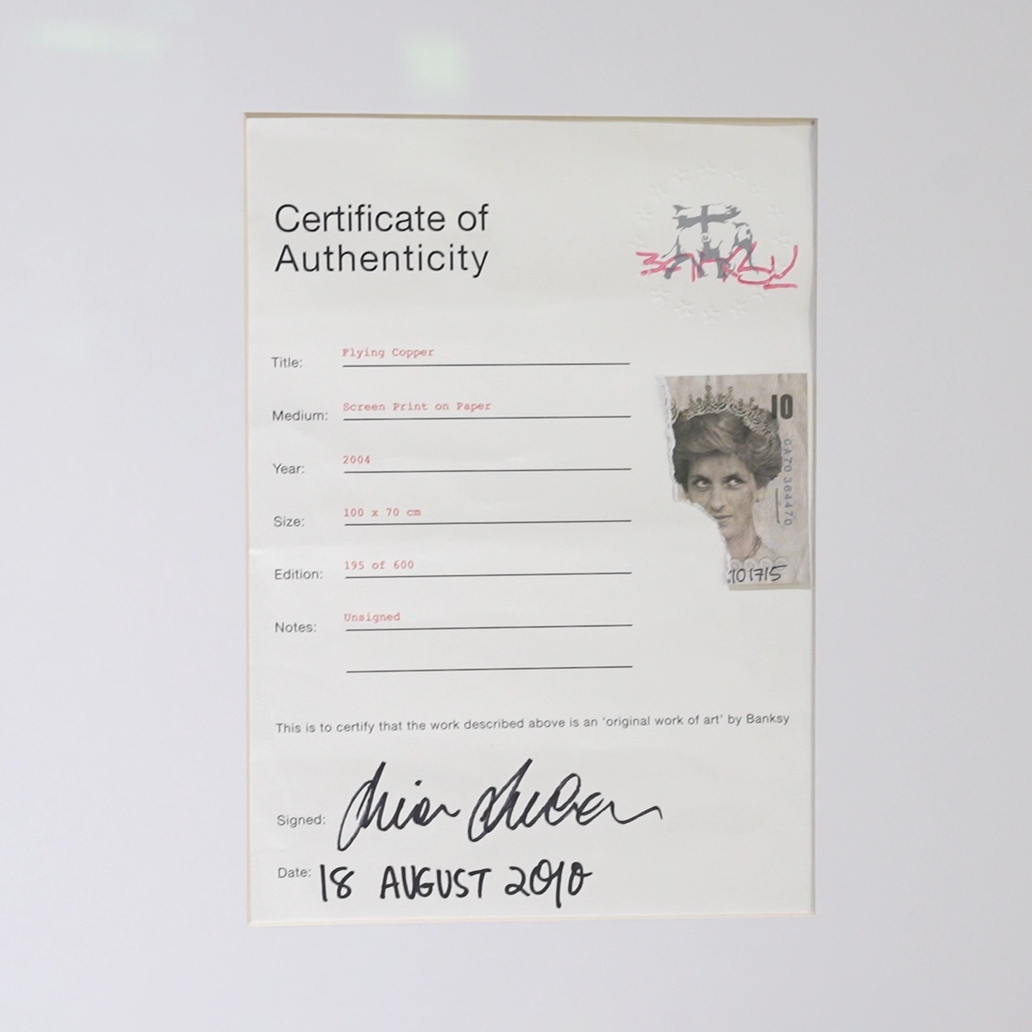 Certificate of
Authenticity
BANKSY
Title: Flying Copper
Medium: Screen Print on Paper
Year: 2004
Size: 100 x 70 cm
Edition: 195 of 600
Notes: Unsigned
10
0A70 364470
101715
This is to certify that the work described above is an 'original work of art' by Banksy
Signed:
Date: 18 AUGUST 2010